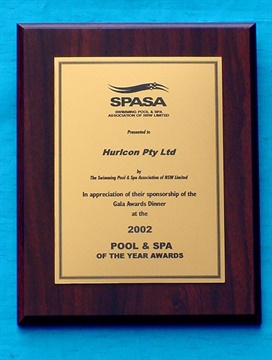 SPASA
SWIMMING POOL & SPA
ASSOCIATION OF NSW LIMITED
Presented to
Hurlcon Pty Ltd
by
The Swimming Pool & Spa Association of NSW Limited
In appreciation of their sponsorship of the
Gala Awards Dinner
at the
2002
POOL & SPA
OF THE YEAR AWARDS